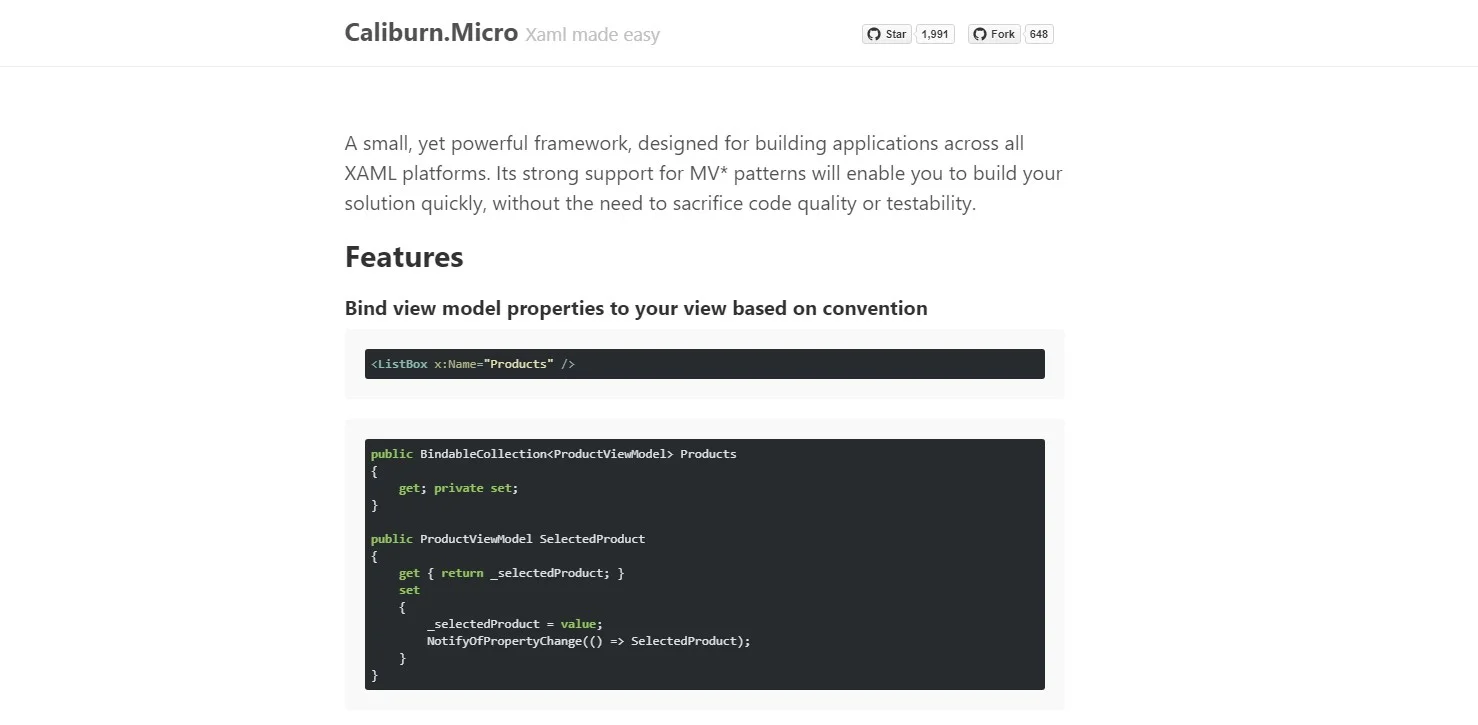 Caliburn.Micro Xaml made easy
Star 1,991 Fork 648
A small, yet powerful framework, designed for building applications across all
XAML platforms. Its strong support for MV* patterns will enable you to build your
solution quickly, without the need to sacrifice code quality or testability.
Features
Bind view model properties to your view based on convention
<ListBox x:Name="Products" />
public BindableCollection<ProductViewModel> Products
{
    get; private set;
}
public ProductViewModel SelectedProduct
{
    get { return _selectedProduct; }
    set
    {
        _selectedProduct = value;
        NotifyOfPropertyChange(() => SelectedProduct);
    }
}